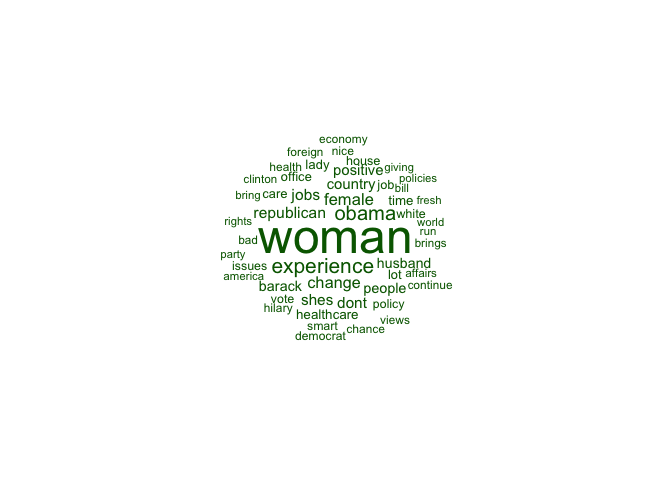 economy
foreign nice
health lady house
clinton office positive giving
country job bill policies
bring care jobs female time fresh
republican obama white
rights woman world
bad run
brings
party experience husband
issues lot affairs
america barack change people continue
vote shes dont policy
hilary healthcare views
smart chance
democrat